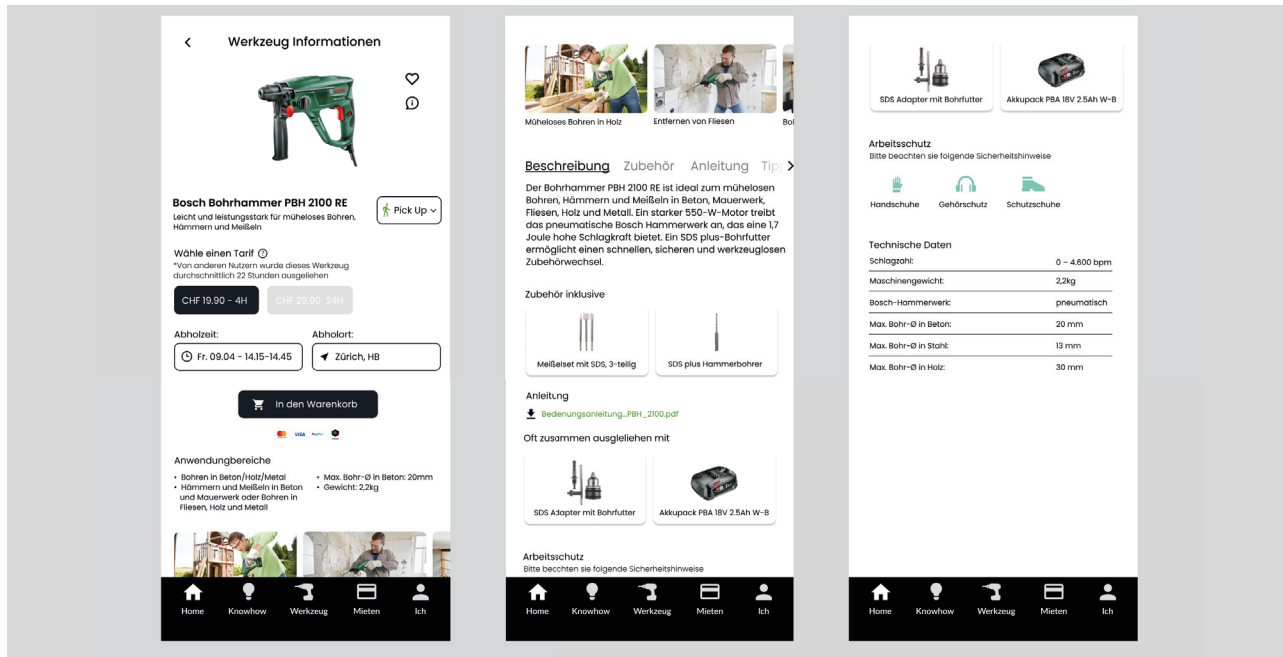 Werkzeug Informationen
Bosch Bohrhammer PBH 2100 RE
Leicht und leistungsstark für müheloses Bohren,
Hämmern und Meißeln
Pick Up
Wähle einen Tarif
*Von anderen Nutzern wurde dieses Werkzeug
durchschnittlich 22 Stunden ausgeliehen
CHF 19.90 - 4H
CHF 29.90 24H
Abholzeit:
Abholort:
Fr. 09.04 - 14.15-14.45
Zürich, HB
In den Warenkorb
VISA
PayPal
Anwendungbereiche
• Bohren in Beton/Holz/Metal
• Hämmern und Meißeln in Beton
und Mauerwerk oder Bohren in
Fliesen, Holz und Metall
• Max. Bohr-Ø in Beton: 20mm
• Gewicht: 2,2kg
Home
Knowhow
Werkzeug
Mieten
Ich
Müheloses Bohren in Holz
Entfernen von Fliesen
Bol
Beschreibung
Zubehör
Anleitung
Tip
Der Bohrhammer PBH 2100 RE ist ideal zum mühelosen
Bohren, Hämmern und Meißeln in Beton, Mauerwerk,
Fliesen, Holz und Metall. Ein starker 550-W-Motor treibt
das pneumatische Bosch Hammerwerk an, das eine 1,7
Joule hohe Schlagkraft bietet. Ein SDS plus-Bohrfutter
ermöglicht einen schnellen, sicheren und werkzeuglosen
Zubehörwechsel.
Zubehör inklusive
Meißelset mit SDS, 3-teilig
SDS plus Hammerbohrer
Anleitung
Bedienungsanleitung...PBH_2100.pdf
Oft zusammen ausgleliehen mit
SDS Adapter mit Bohrfutter
Akkupack PBA 18V 2.5Ah W-B
Arbeitsschutz
Bitte beachten sie folgende Sicherheitshinweise
Home
Knowhow
Werkzeug
Mieten
Ich
SDS Adapter mit Bohrfutter
Akkupack PBA 18V 2.5Ah W-B
Arbeitsschutz
Bitte beachten sie folgende Sicherheitshinweise
Handschuhe
Gehörschutz
Schutzschuhe
Technische Daten
Schlagzahl: 0 – 4.600 bpm
Maschinengewicht: 2,2kg
Bosch-Hammerwerk: pneumatisch
Max. Bohr-Ø in Beton: 20 mm
Max. Bohr-Ø in Stahl: 13 mm
Max. Bohr-Ø in Holz: 30 mm
Home
Knowhow
Werkzeug
Mieten
Ich